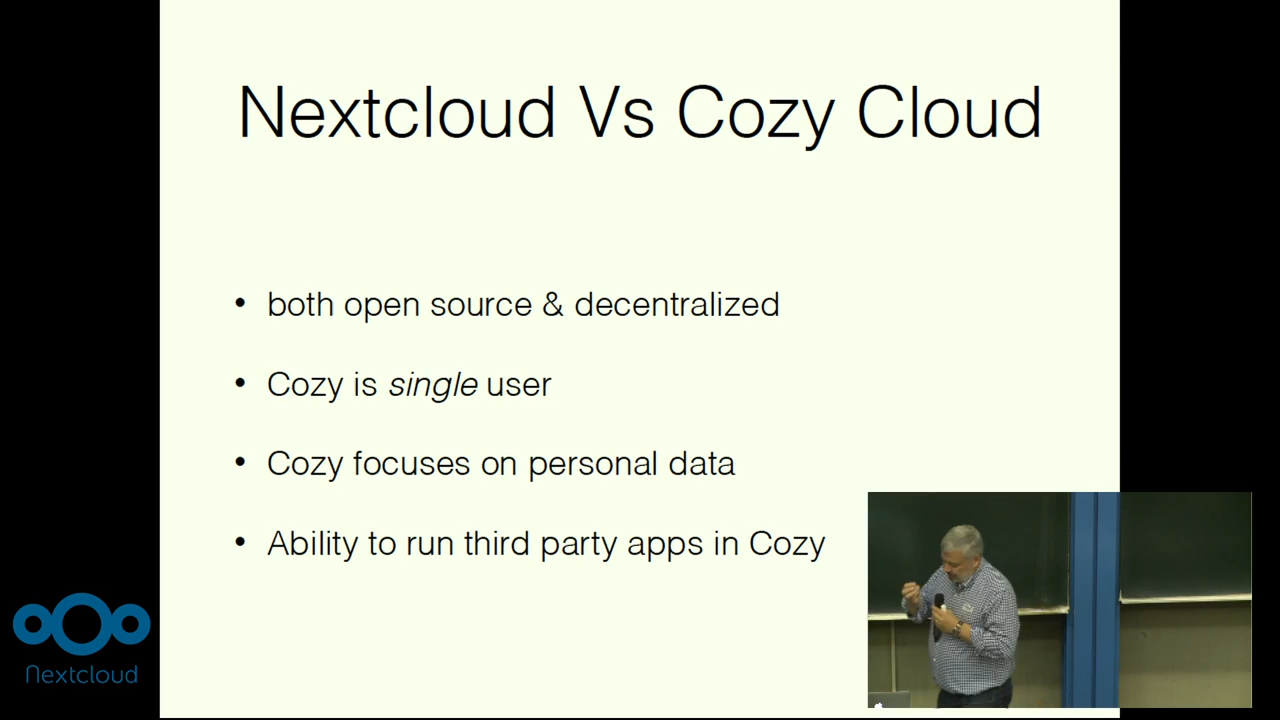 Nextcloud Vs Cozy Cloud
• both open source & decentralized
• Cozy is single user
• Cozy focuses on personal data
• Ability to run third party apps in Cozy
Nextcloud